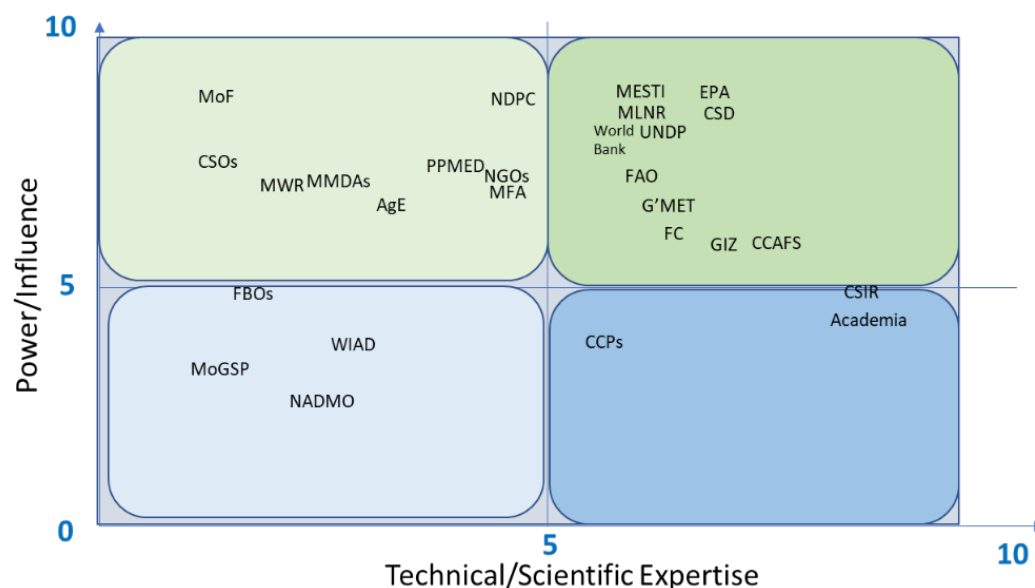 10
MoF
NDPC
MESTI
EPA
MLNR
CSD
World
Bank
UNDP
CSOs
PPMED
NGOs
MFA
MWR
MMDAs
AgE
FAO
G’MET
FC
GIZ
CCAFS
Power/Influence
5
FBOs
CSIR
Academia
WIAD
CCPs
MoGSP
NADMO
0
5
10
Technical/Scientific Expertise